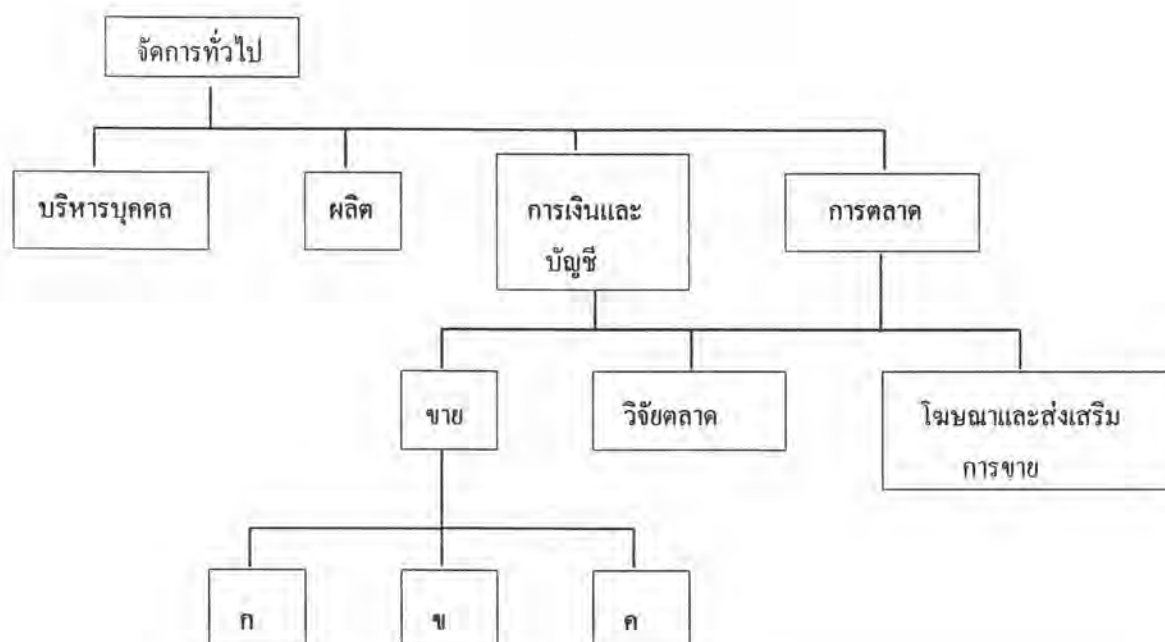 จัดการทั่วไป
บริหารบุคคล
ผลิต
การเงินและ
บัญชี
การตลาด
ขาย
วิจัยตลาด
โฆษณาและส่งเสริม
การขาย
ก
ข
ค